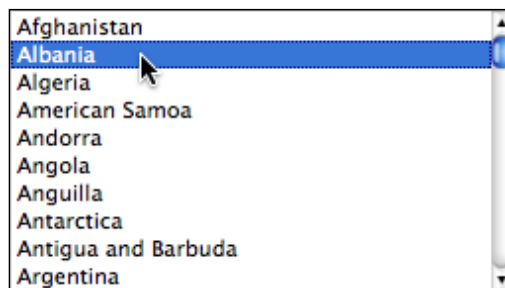 Afghanistan
Albania
Algeria
American Samoa
Andorra
Angola
Anguilla
Antarctica
Antigua and Barbuda
Argentina